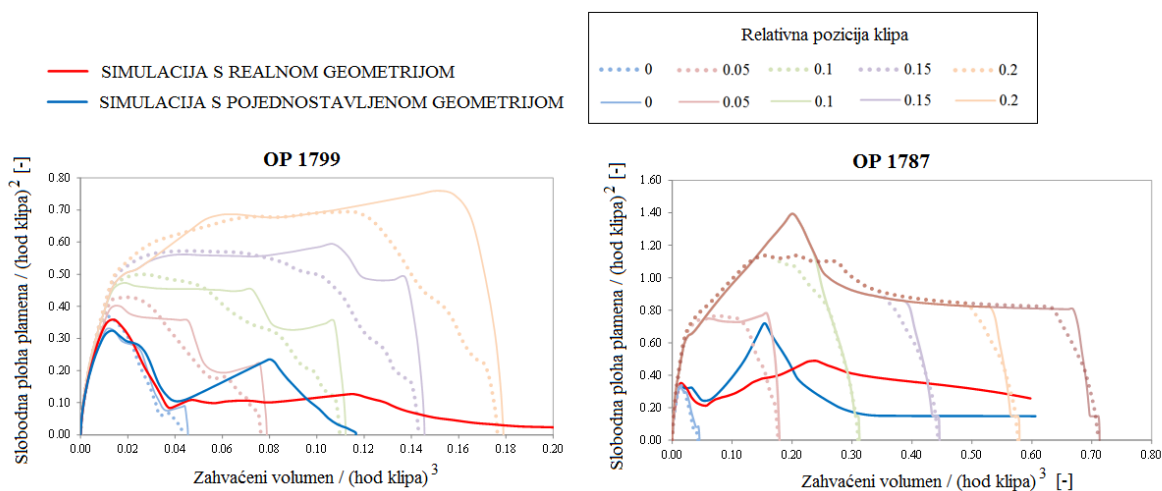 SIMULACIJA S REALNOM GEOMETRIJOM
SIMULACIJA S POJEDNOSTAVLJENOM GEOMETRIJOM
Relativna pozicija klipa
0 0.05 0.1 0.15 0.2
0 0.05 0.1 0.15 0.2
OP 1799
Slobodna ploha plamena / (hod klipa)² [-]
0.80
0.70
0.60
0.50
0.40
0.30
0.20
0.10
0.00
0.00 0.02 0.04 0.06 0.08 0.10 0.12 0.14 0.16 0.18 0.20
Zahvaćeni volumen / (hod klipa)³
OP 1787
Slobodna ploha plamena / (hod klipa)² [-]
1.60
1.40
1.20
1.00
0.80
0.60
0.40
0.20
0.00
0.00 0.10 0.20 0.30 0.40 0.50 0.60 0.70 0.80
Zahvaćeni volumen / (hod klipa)³ [-]